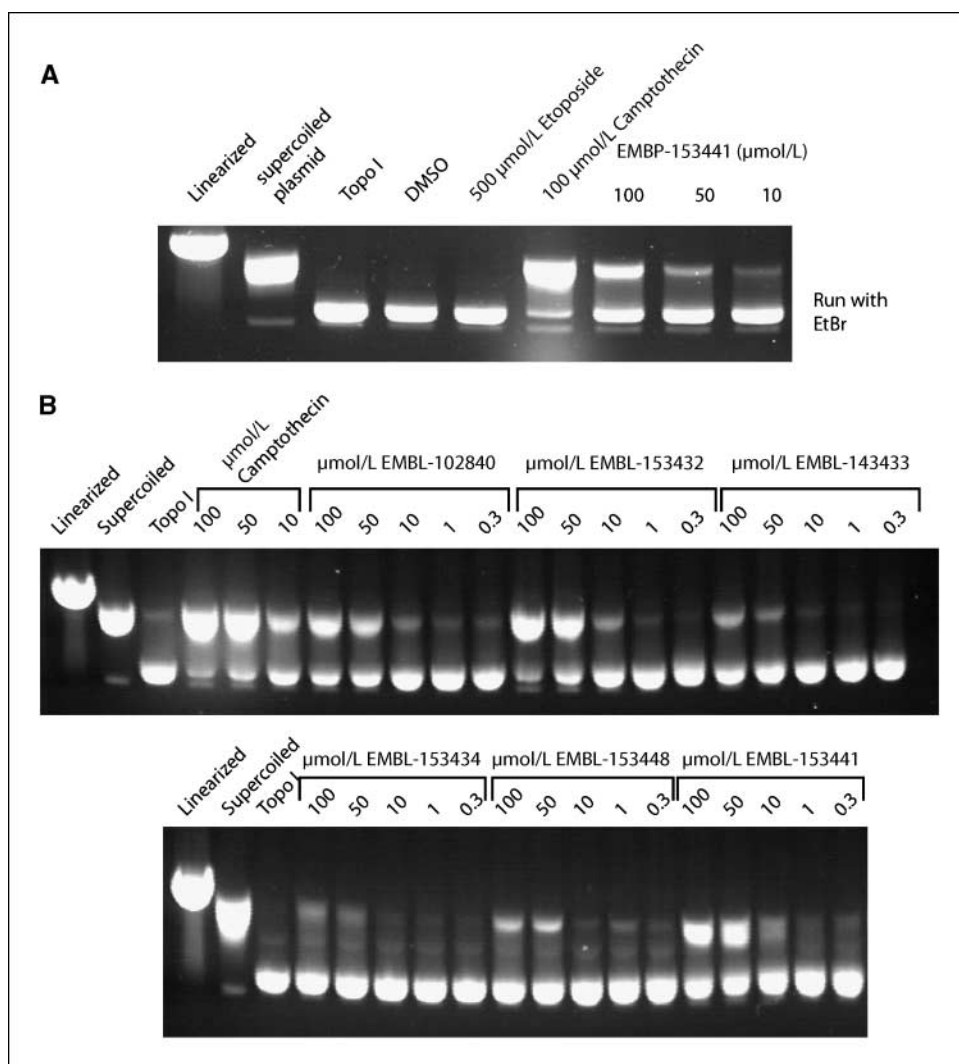 A
Linearized
supercoiled
plasmid
Topo I
DMSO
500 µmol/L Etoposide
100 µmol/L Camptothecin
EMBP-153441 (µmol/L)
100 50 10
Run with
EtBr
B
Linearized
Supercoiled
Topo I
µmol/L
Camptothecin
µmol/L EMBL-102840
µmol/L EMBL-153432
µmol/L EMBL-143433
100 50 10 100 50 10 1 0.3 100 50 10 1 0.3 100 50 10 1 0.3
Linearized
Supercoiled
Topo I
µmol/L EMBL-153434
µmol/L EMBL-153448
µmol/L EMBL-153441
100 50 10 1 0.3 100 50 10 1 0.3 100 50 10 1 0.3